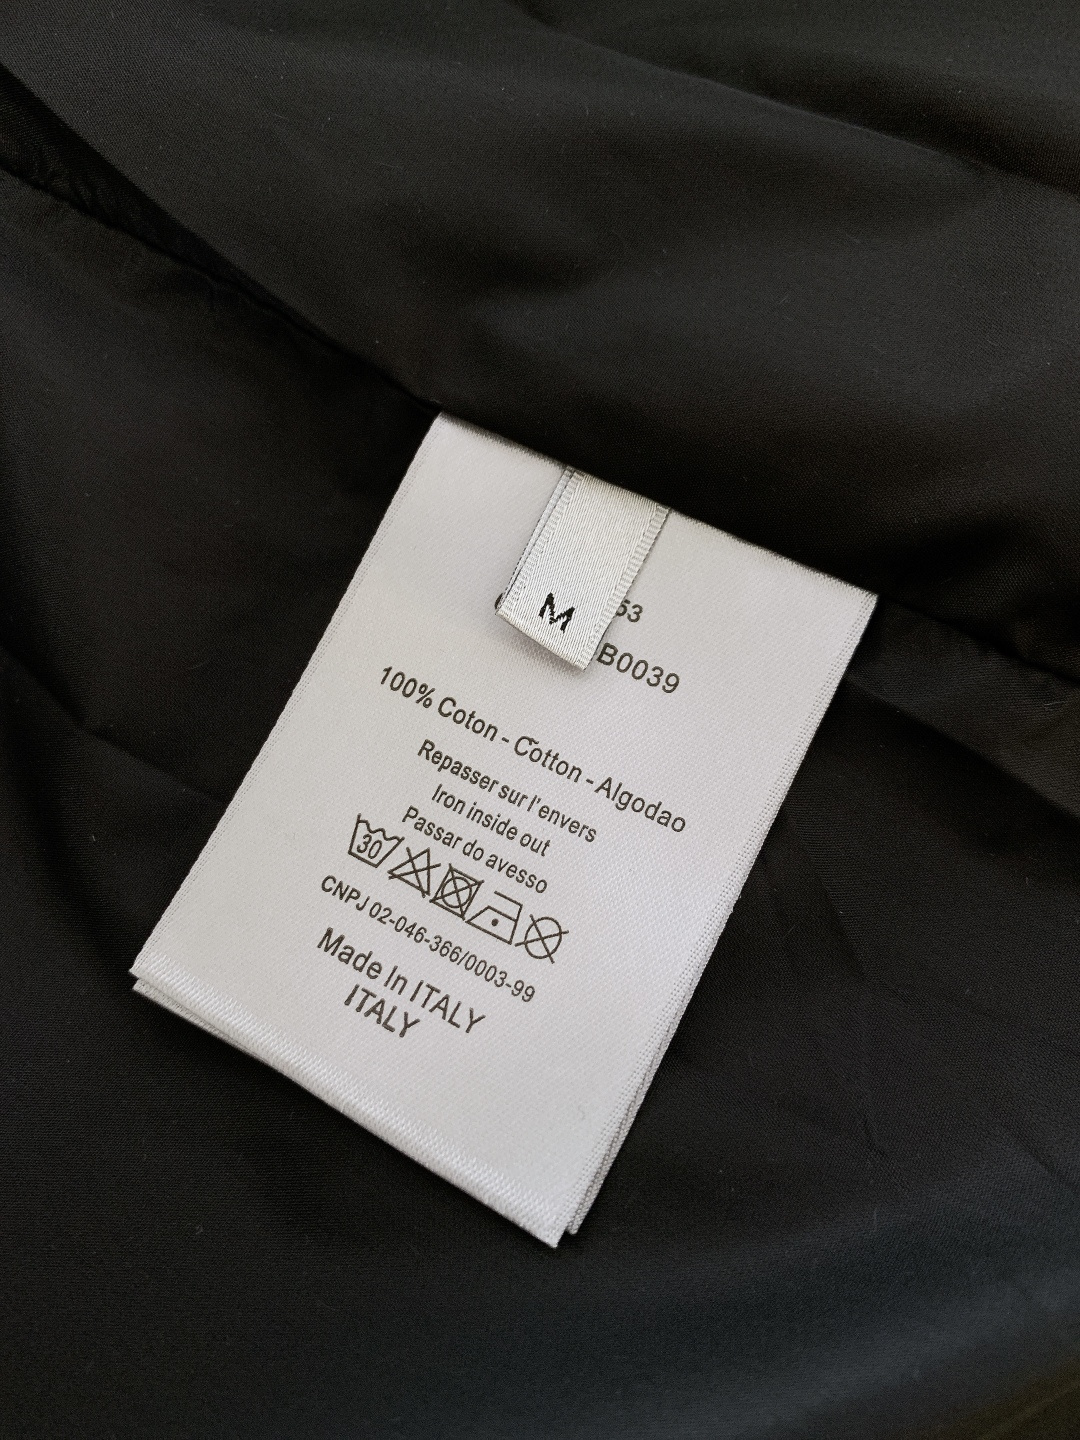 M
53
B0039
100% Coton - Cotton - Algodao
Repasser sur l'envers
Iron inside out
Passar do avesso
30
CNPJ 02-046-366/0003-99
Made In ITALY
ITALY